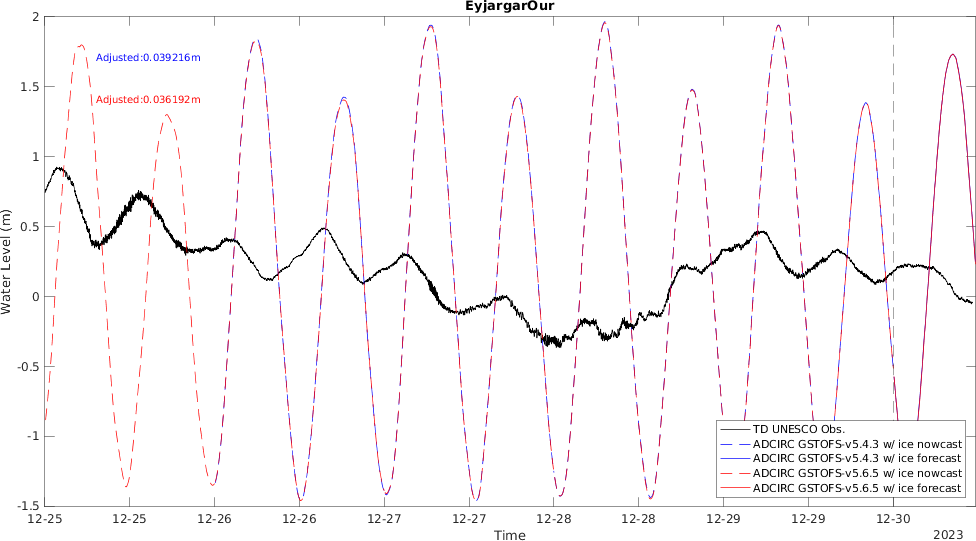 EyjargarOur
2
1.5
1
0.5
0
-0.5
-1
-1.5
Water Level (m)
Adjusted:0.039216m
Adjusted:0.036192m
TD UNESCO Obs.
ADCIRC GSTOFS-v5.4.3 w/ ice nowcast
ADCIRC GSTOFS-v5.4.3 w/ ice forecast
ADCIRC GSTOFS-v5.6.5 w/ ice nowcast
ADCIRC GSTOFS-v5.6.5 w/ ice forecast
12-25 12-25 12-26 12-26 12-27 12-27 12-28 12-28 12-29 12-29 12-30
Time
2023